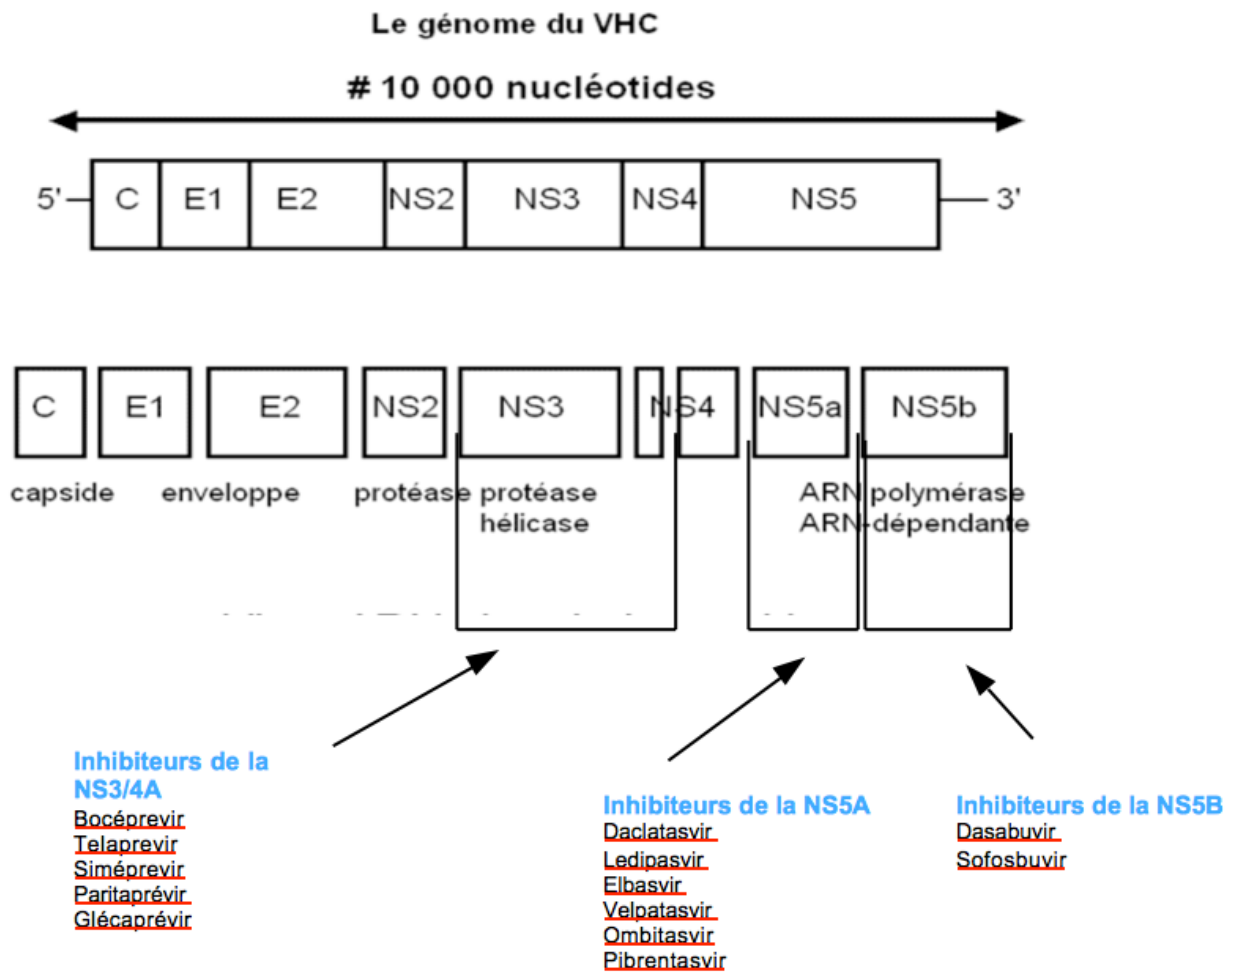 Le génome du VHC
# 10 000 nucléotides
5' C E1 E2 NS2 NS3 NS4 NS5 3'
C E1 E2 NS2 NS3 NS4 NS5a NS5b
capside enveloppe protéase protéase ARN polymérase
hélicase ARN-dépendante
Inhibiteurs de la
NS3/4A
Bocéprevir
Telaprevir
Siméprevir
Paritaprévir
Glécaprévir
Inhibiteurs de la NS5A
Daclatasvir
Ledipasvir
Elbasvir
Velpatasvir
Ombitasvir
Pibrentasvir
Inhibiteurs de la NS5B
Dasabuvir
Sofosbuvir